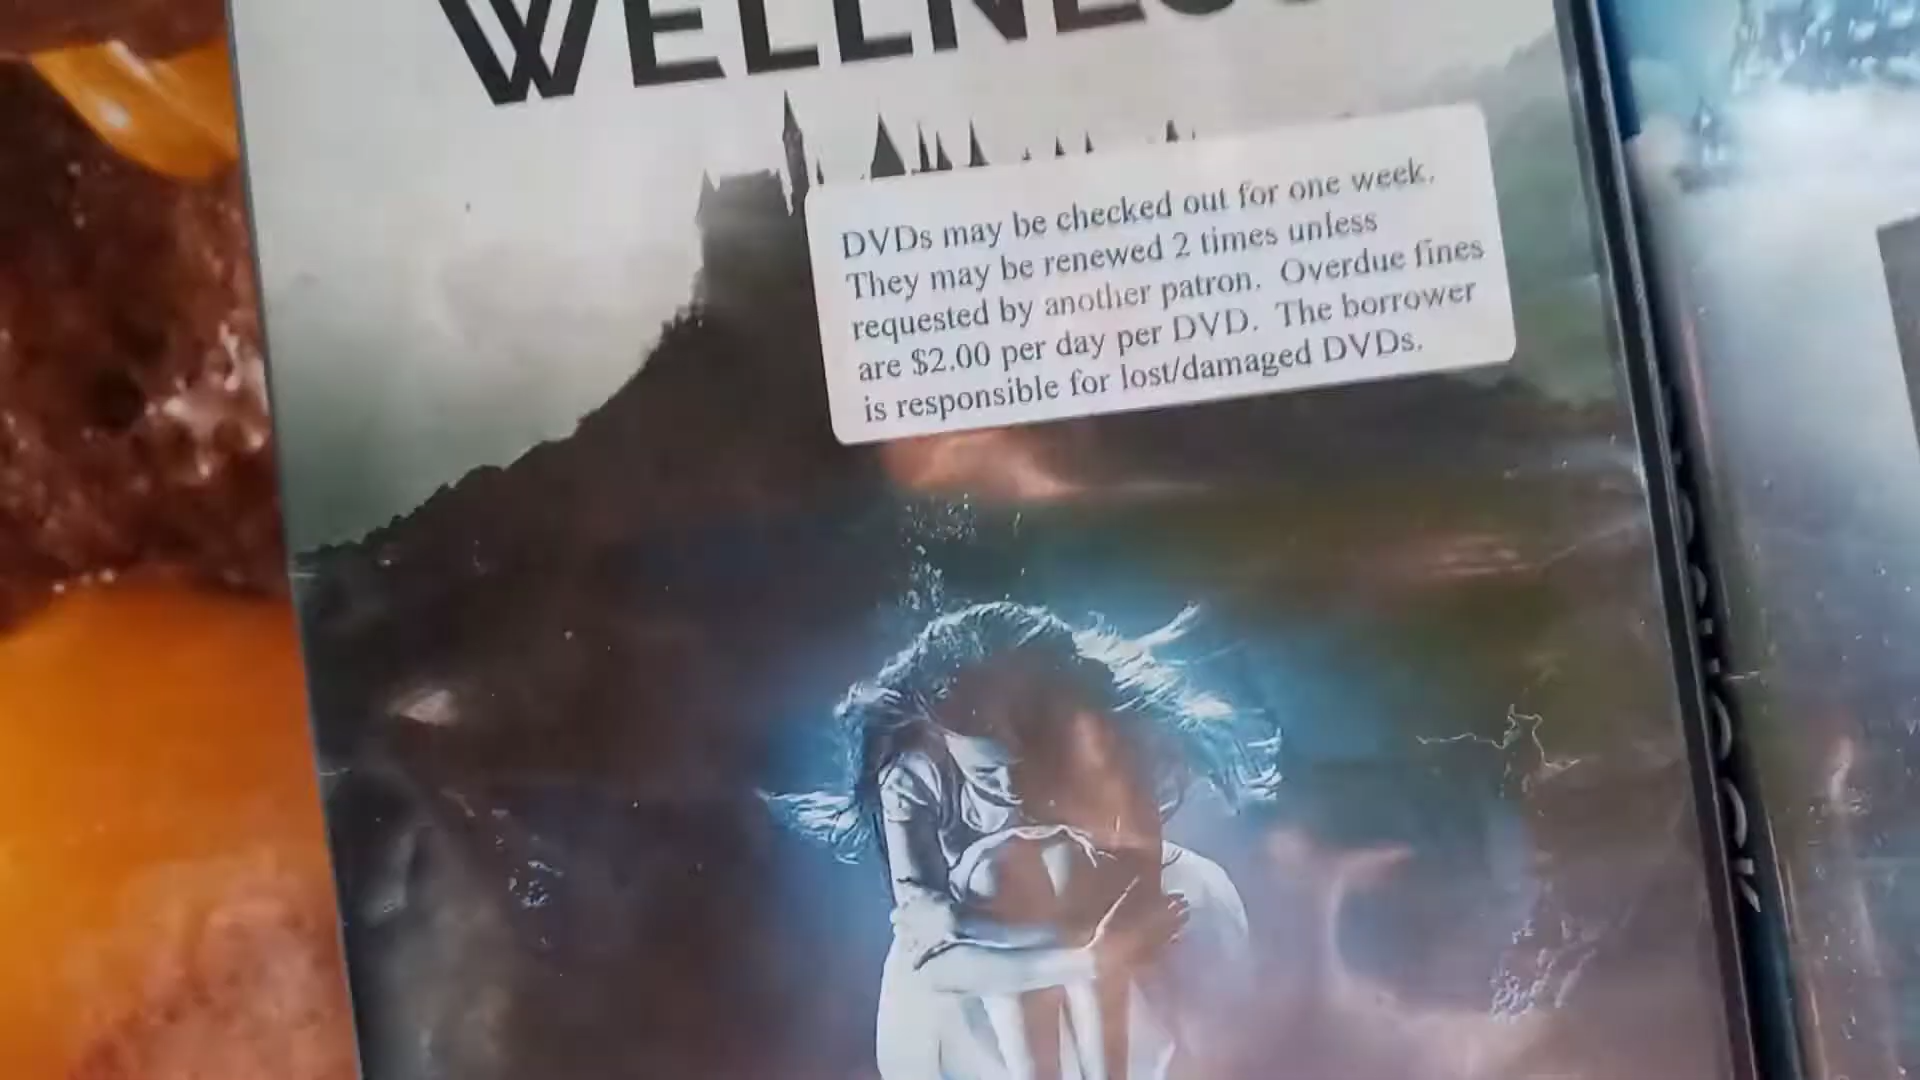 WELLNESS
DVDs may be checked out for one week.
They may be renewed 2 times unless
requested by another patron. Overdue fines
are $2.00 per day per DVD. The borrower
is responsible for lost/damaged DVDs.